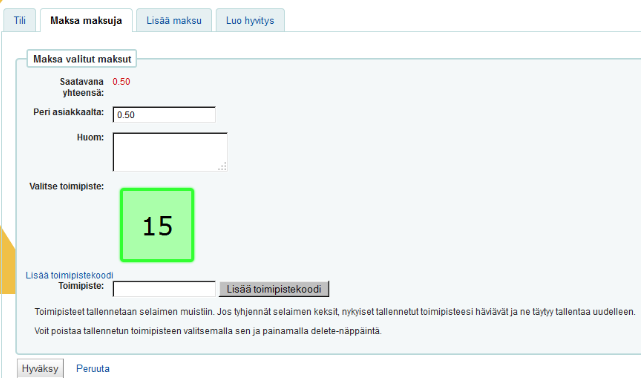 Tili
Maksa maksuja
Lisää maksu
Luo hyvitys
Maksa valitut maksut
Saatavana yhteensä: 0.50
Peri asiakkaalta: 0.50
Huom:
Valitse toimipiste:
15
Lisää toimipistekoodi
Toimipiste: Lisää toimipistekoodi
Toimipisteet tallennetaan selaimen muistiin. Jos tyhjennät selaimen keksit, nykyiset tallennetut toimipisteesi häviävät ja ne täytyy tallentaa uudelleen.
Voit poistaa tallennetun toimipisteen valitsemalla sen ja painamalla delete-näppäintä.
Hyväksy
Peruuta